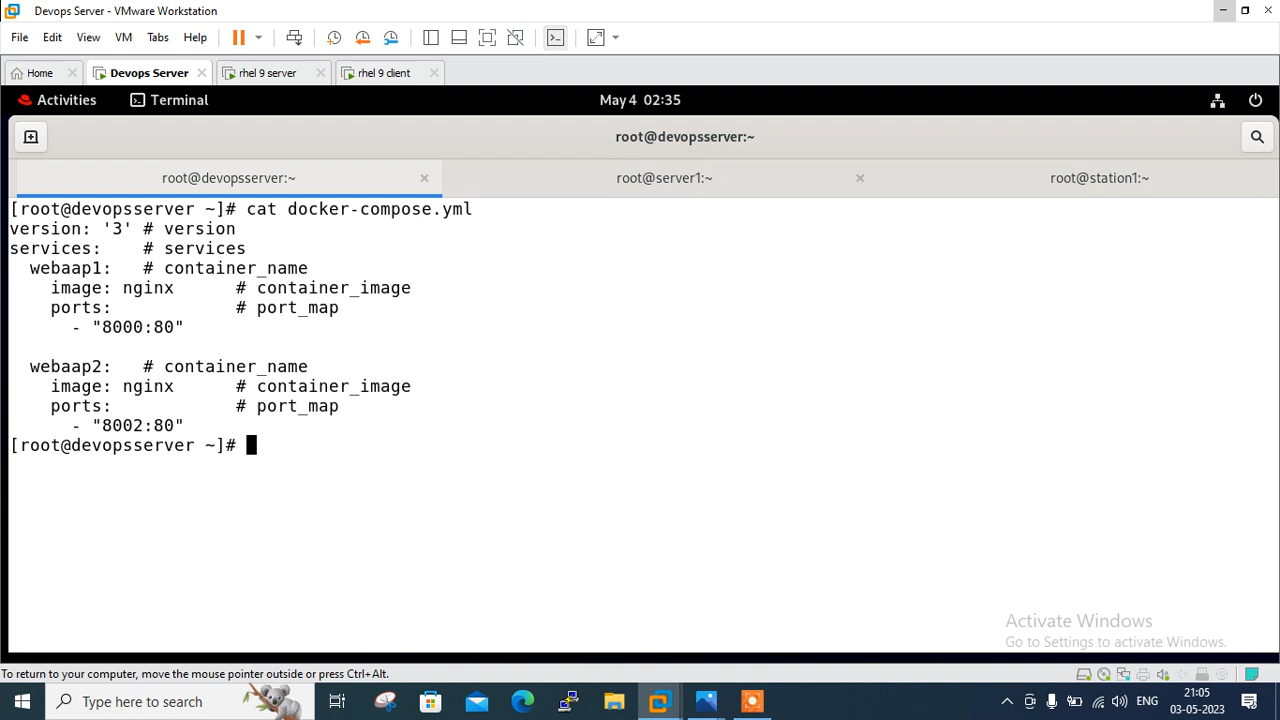 Devops Server - VMware Workstation
File Edit View VM Tabs Help
Home Devops Server rhel 9 server rhel 9 client
Activities Terminal May 4 02:35
root@devopsserver:~
root@devopsserver:~ root@server1:~ root@station1:~
[root@devopsserver ~]# cat docker-compose.yml
version: '3' # version
services:    # services
  webaap1:   # container_name
    image: nginx      # container_image
    ports:            # port_map
      - "8000:80"

  webaap2:   # container_name
    image: nginx      # container_image
    ports:            # port_map
      - "8002:80"
[root@devopsserver ~]#
Activate Windows
Go to Settings to activate Windows.
To return to your computer, move the mouse pointer outside or press Ctrl+Alt.
Type here to search
ENG
21:05
03-05-2023